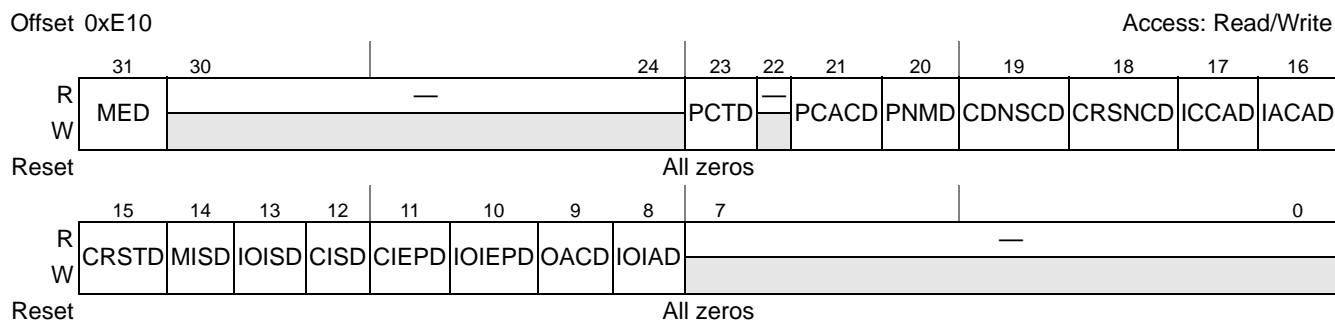 Offset 0xE10 Access: Read/Write
31 30 24 23 22 21 20 19 18 17 16
R MED — PCTD — PCACD PNMD CDNSCD CRSNCD ICCAD IACAD
W
Reset All zeros
15 14 13 12 11 10 9 8 7 0
R CRSTD MISD IOISD CISD CIEPD IOIEPD OACD IOIAD —
W
Reset All zeros